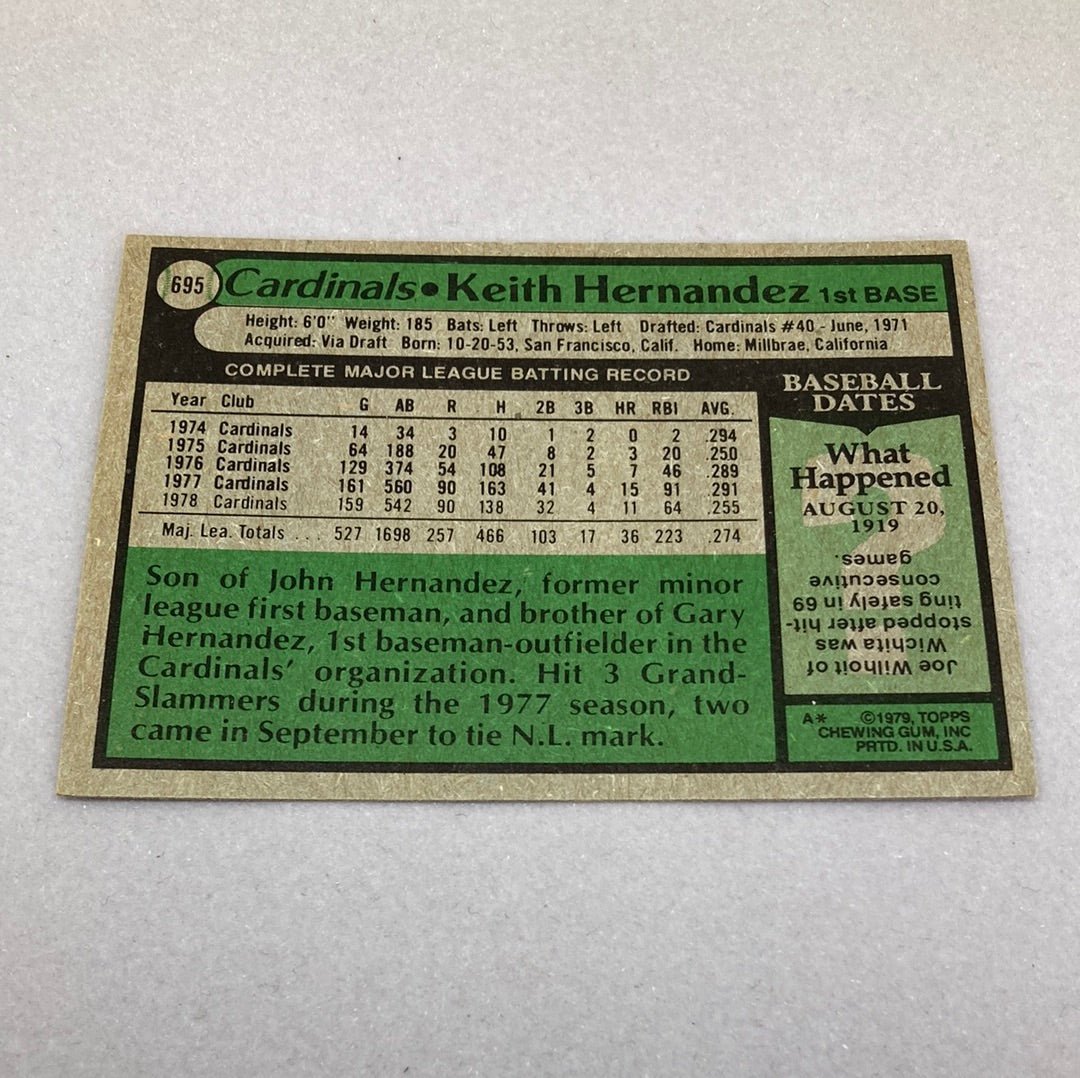 695 Cardinals • Keith Hernandez 1st BASE
Height: 6'0" Weight: 185 Bats: Left Throws: Left Drafted: Cardinals #40 - June, 1971
Acquired: Via Draft Born: 10-20-53, San Francisco, Calif. Home: Millbrae, California
COMPLETE MAJOR LEAGUE BATTING RECORD
Year Club G AB R H 2B 3B HR RBI AVG.
1974 Cardinals 14 34 3 10 1 2 0 2 .294
1975 Cardinals 64 188 20 47 8 2 3 20 .250
1976 Cardinals 129 374 54 108 21 5 7 46 .289
1977 Cardinals 161 560 90 163 41 4 15 91 .291
1978 Cardinals 159 542 90 138 32 4 11 64 .255
Maj. Lea. Totals ... 527 1698 257 466 103 17 36 223 .274
Son of John Hernandez, former minor
league first baseman, and brother of Gary
Hernandez, 1st baseman-outfielder in the
Cardinals' organization. Hit 3 Grand-
Slammers during the 1977 season, two
came in September to tie N.L. mark.
BASEBALL
DATES
What
Happened
AUGUST 20,
1919
Joe Wilhoit of
Wichita was
stopped after hit-
ting safely in 69
consecutive
games.
A* ©1979, TOPPS
CHEWING GUM, INC
PRTD. IN U.S.A.